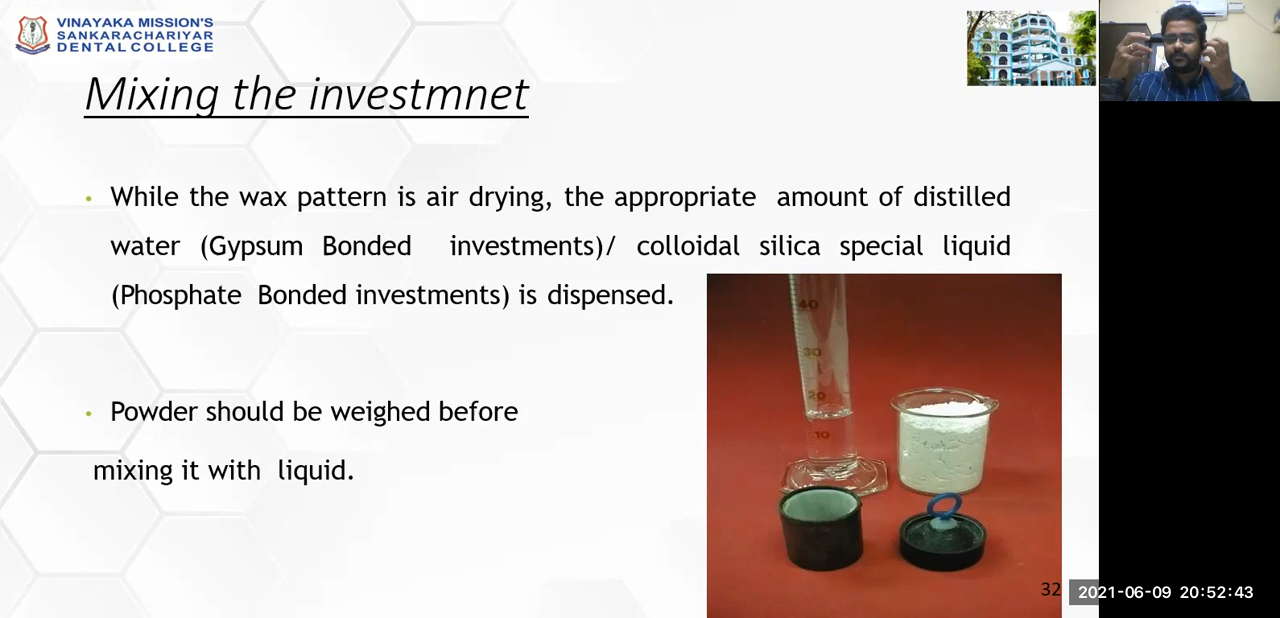 VINAYAKA MISSION'S
SANKARACHARIYAR
DENTAL COLLEGE
Mixing the investmnet
• While the wax pattern is air drying, the appropriate amount of distilled
water (Gypsum Bonded investments)/ colloidal silica special liquid
(Phosphate Bonded investments) is dispensed.
• Powder should be weighed before
mixing it with liquid.
40
30
20
10
32
2021-06-09 20:52:43